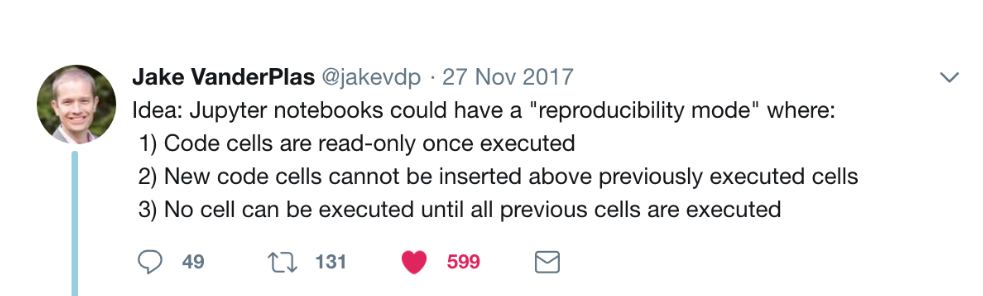 Jake VanderPlas @jakevdp · 27 Nov 2017
Idea: Jupyter notebooks could have a "reproducibility mode" where:
1) Code cells are read-only once executed
2) New code cells cannot be inserted above previously executed cells
3) No cell can be executed until all previous cells are executed
49 131 599